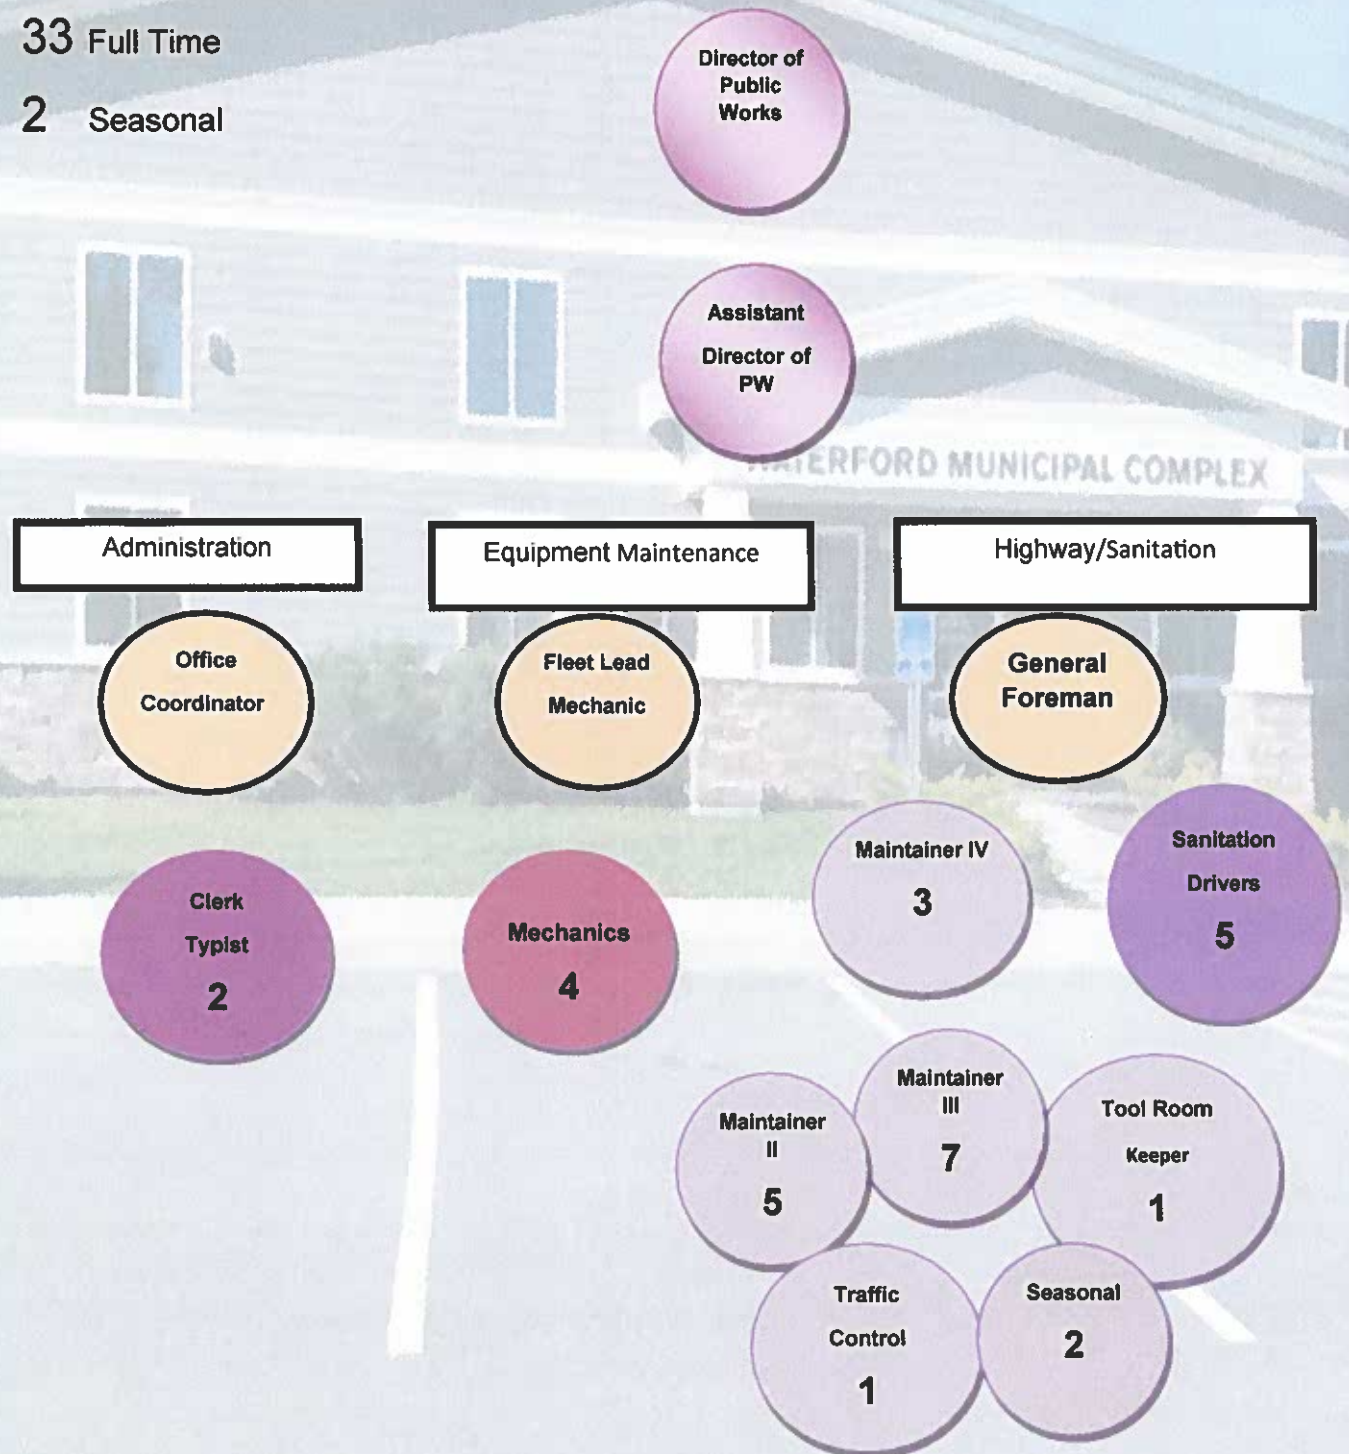 33 Full Time
2 Seasonal
Director of
Public
Works
Assistant
Director of
PW
MUNICIPAL COMPLEX
Administration
Equipment Maintenance
Highway/Sanitation
Office
Coordinator
Fleet Lead
Mechanic
General
Foreman
Clerk
Typist
2
Mechanics
4
Maintainer IV
3
Sanitation
Drivers
5
Maintainer
II
5
Maintainer
III
7
Tool Room
Keeper
1
Traffic
Control
1
Seasonal
2